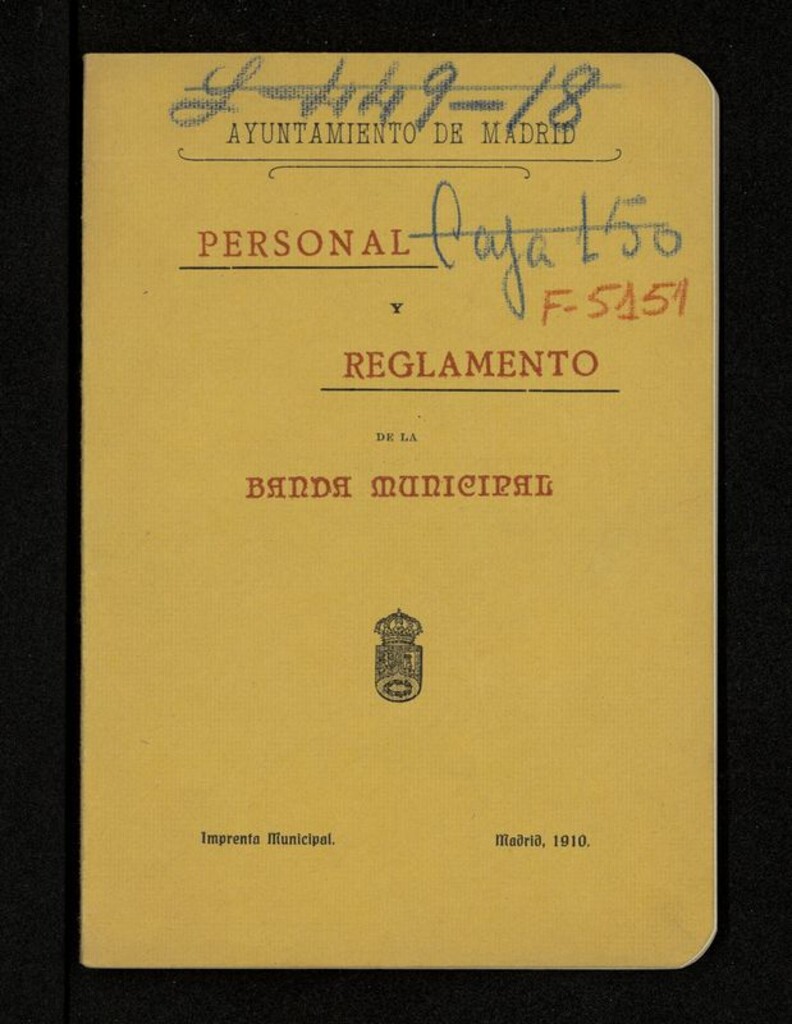 L-449-18
AYUNTAMIENTO DE MADRID
PERSONAL
Caja 150
F-5151
Y
REGLAMENTO
DE LA
BANDA MUNICIPAL
Imprenta Municipal.
Madrid, 1910.